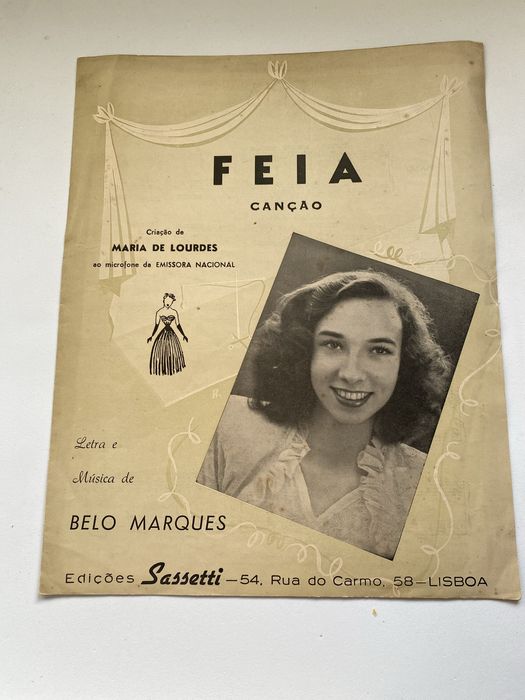 FEIA
CANÇÃO
Criação de
MARIA DE LOURDES
ao microfone da EMISSORA NACIONAL
Letra e
Música de
BELO MARQUES
Edições Sassetti — 54, Rua do Carmo, 58 — LISBOA